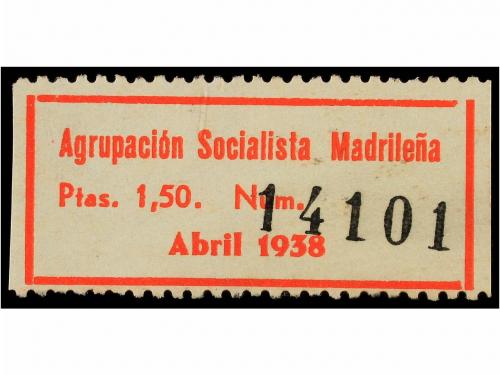 Agrupación Socialista Madrileña
Ptas. 1,50. Núm. 14101
Abril 1938